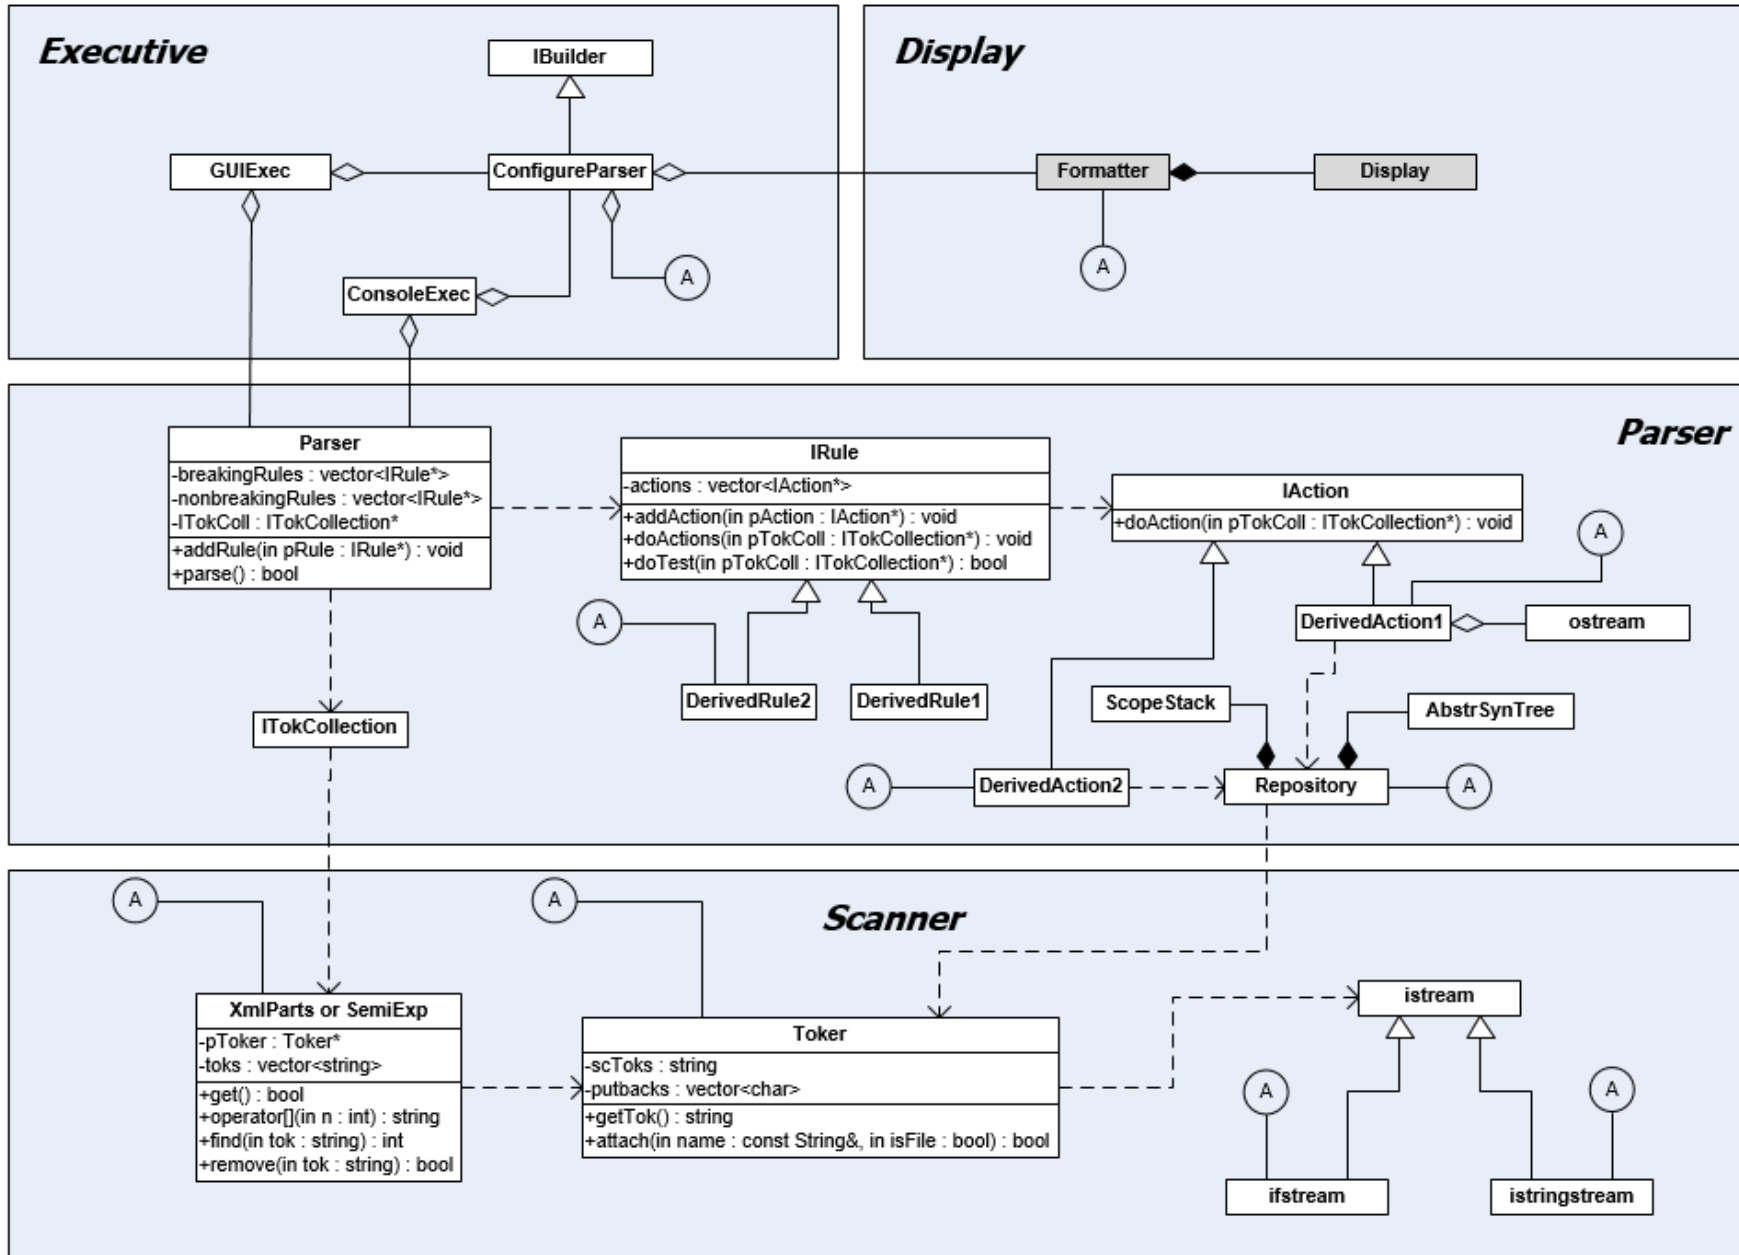 Executive
IBuilder
GUIExec
ConfigureParser
A
ConsoleExec
Display
Formatter
Display
A
Parser
Parser
-breakingRules : vector<IRule*>
-nonbreakingRules : vector<IRule*>
-ITokColl : ITokCollection*
+addRule(in pRule : IRule*) : void
+parse() : bool
IRule
-actions : vector<IAction*>
+addAction(in pAction : IAction*) : void
+doActions(in pTokColl : ITokCollection*) : void
+doTest(in pTokColl : ITokCollection*) : bool
IAction
+doAction(in pTokColl : ITokCollection*) : void
A
A
DerivedAction1
ostream
DerivedRule2
DerivedRule1
ScopeStack
AbstrSynTree
ITokCollection
A
DerivedAction2
Repository
A
Scanner
A
A
XmlParts or SemiExp
-pToker : Toker*
-toks : vector<string>
+get() : bool
+operator[](in n : int) : string
+find(in tok : string) : int
+remove(in tok : string) : bool
Toker
-scToks : string
-putbacks : vector<char>
+getTok() : string
+attach(in name : const String&, in isFile : bool) : bool
istream
A
A
ifstream
istringstream